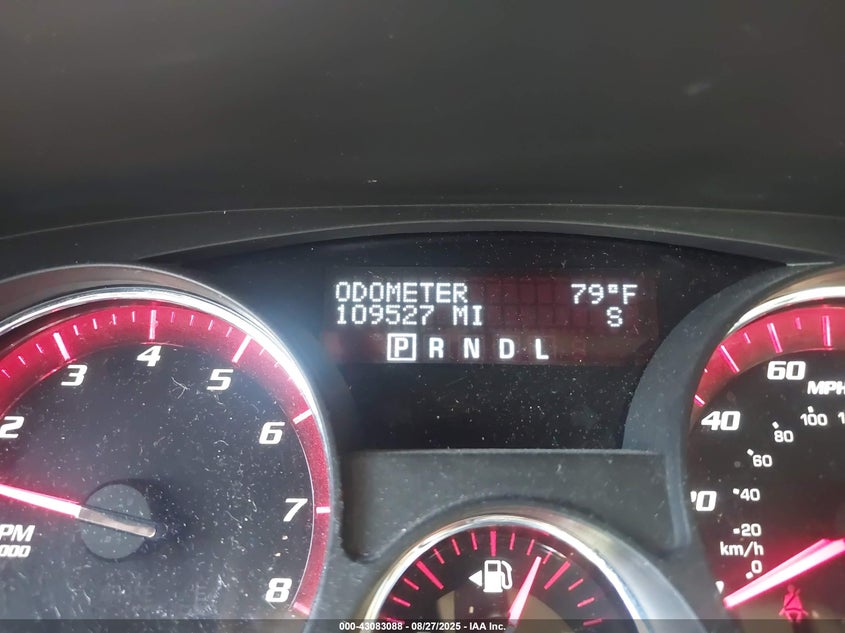 ODOMETER 79°F
109527 MI S
P R N D L
2 3 4 5 6 7 8
000
40 60 MPH
0 20 40 60 80 100
km/h
000-43083088 - 08/27/2025 - IAA Inc.